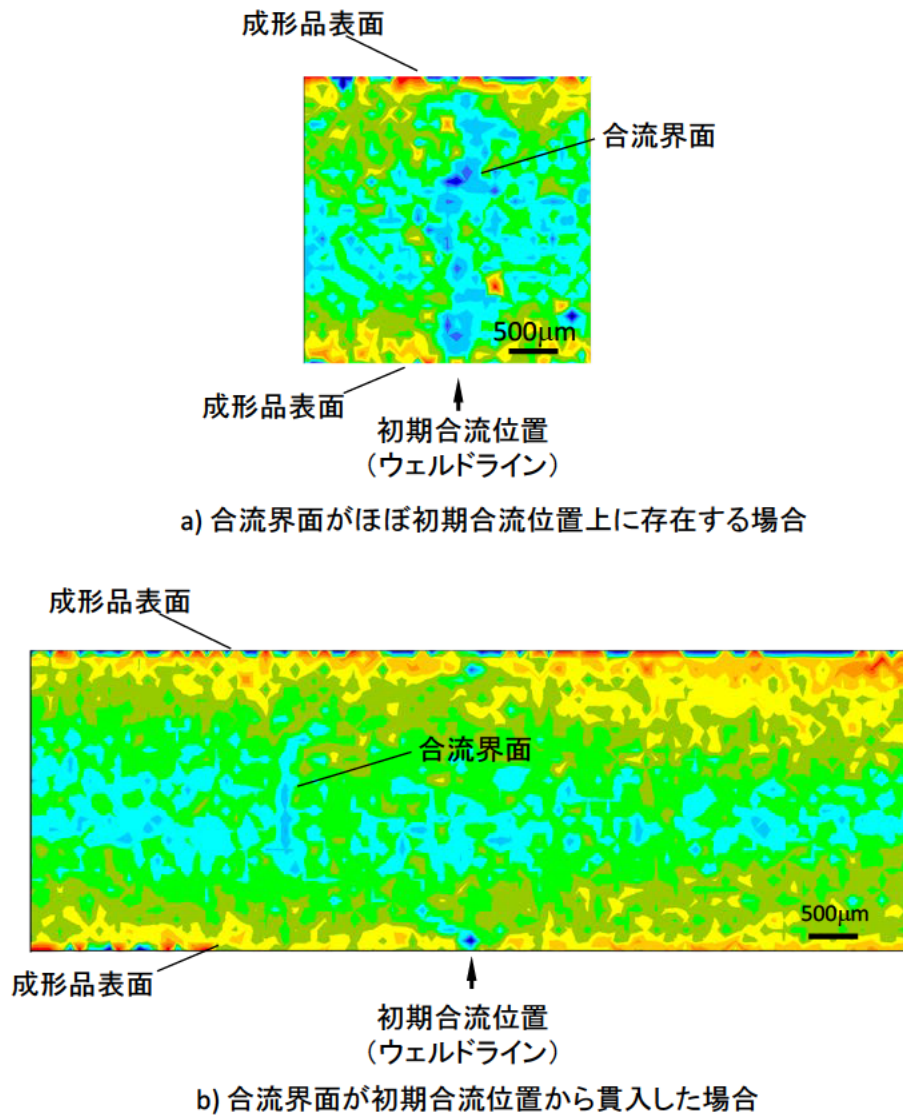 成形品表面
合流界面
500μm
成形品表面
初期合流位置
（ウェルドライン）
a) 合流界面がほぼ初期合流位置上に存在する場合
成形品表面
合流界面
500μm
成形品表面
初期合流位置
（ウェルドライン）
b) 合流界面が初期合流位置から貫入した場合